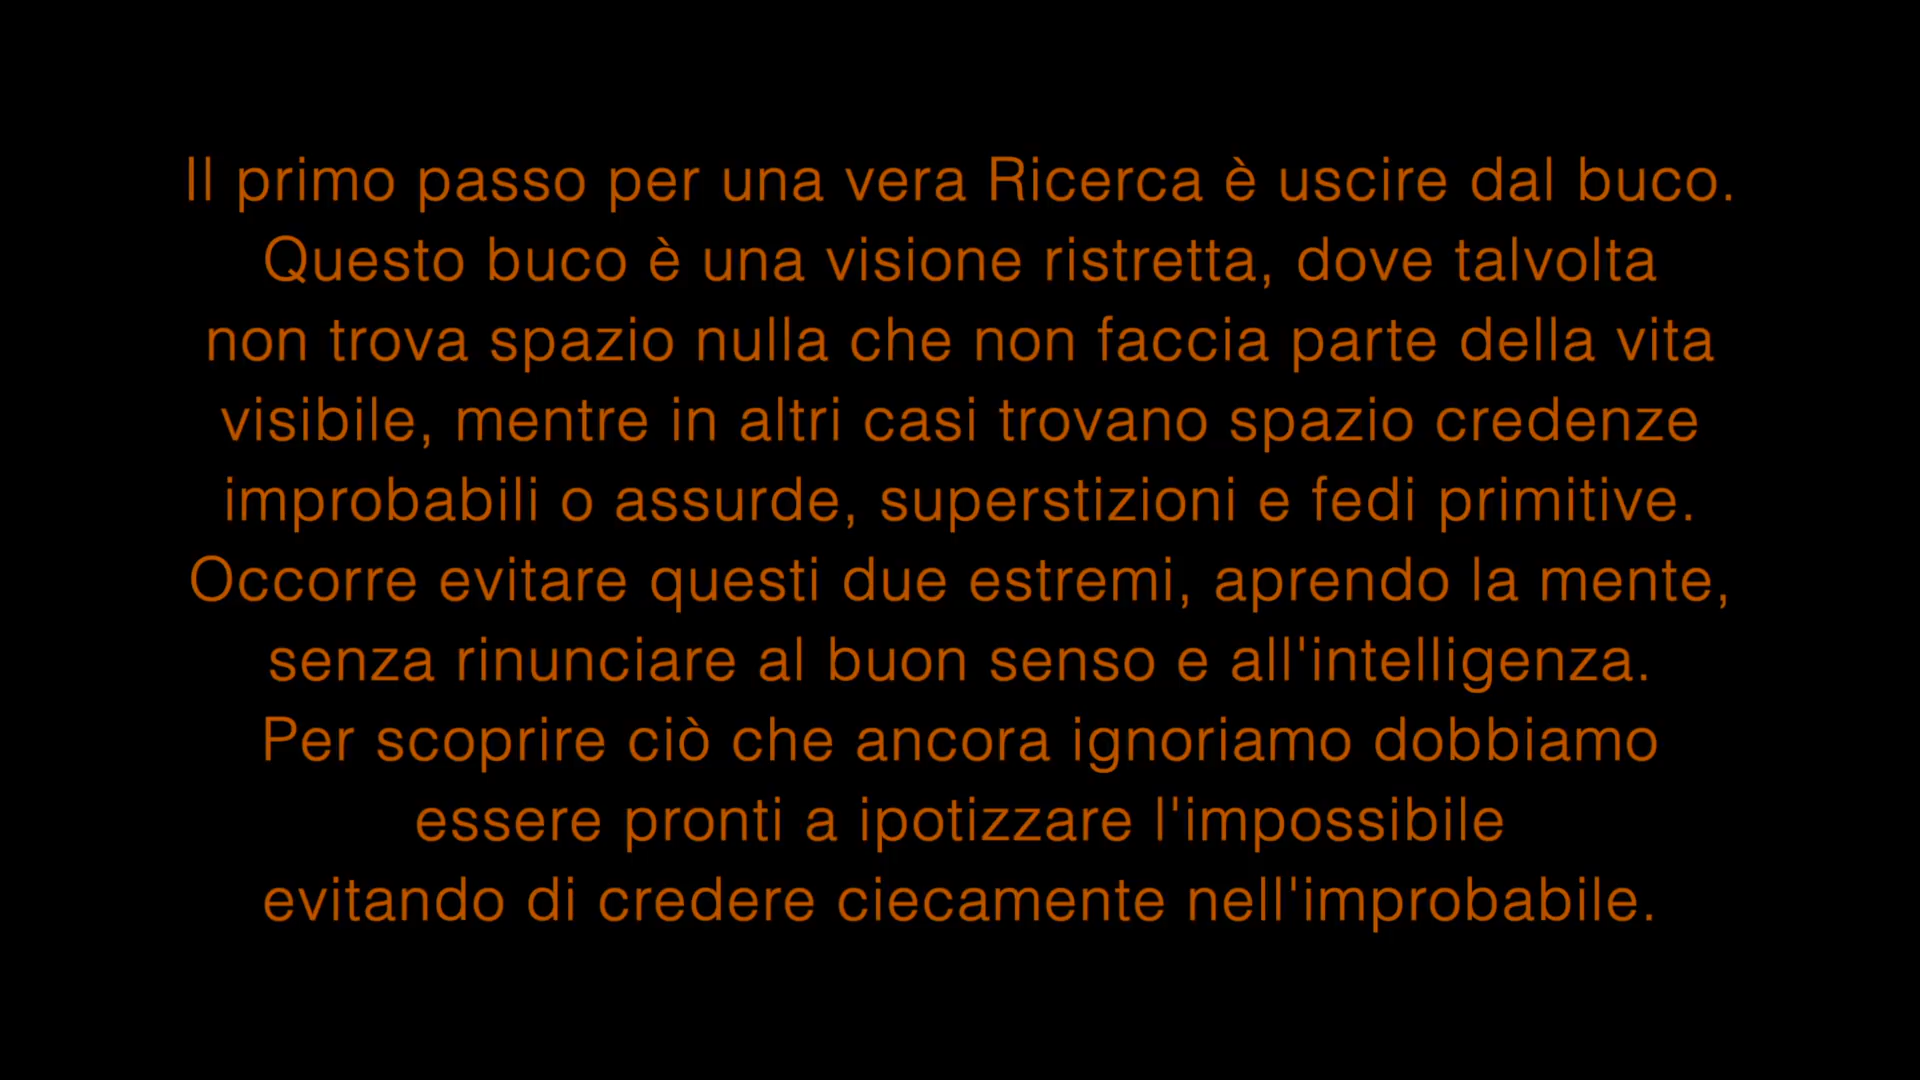 Il primo passo per una vera Ricerca è uscire dal buco.
Questo buco è una visione ristretta, dove talvolta
non trova spazio nulla che non faccia parte della vita
visibile, mentre in altri casi trovano spazio credenze
improbabili o assurde, superstizioni e fedi primitive.
Occorre evitare questi due estremi, aprendo la mente,
senza rinunciare al buon senso e all'intelligenza.
Per scoprire ciò che ancora ignoriamo dobbiamo
essere pronti a ipotizzare l'impossibile
evitando di credere ciecamente nell'improbabile.